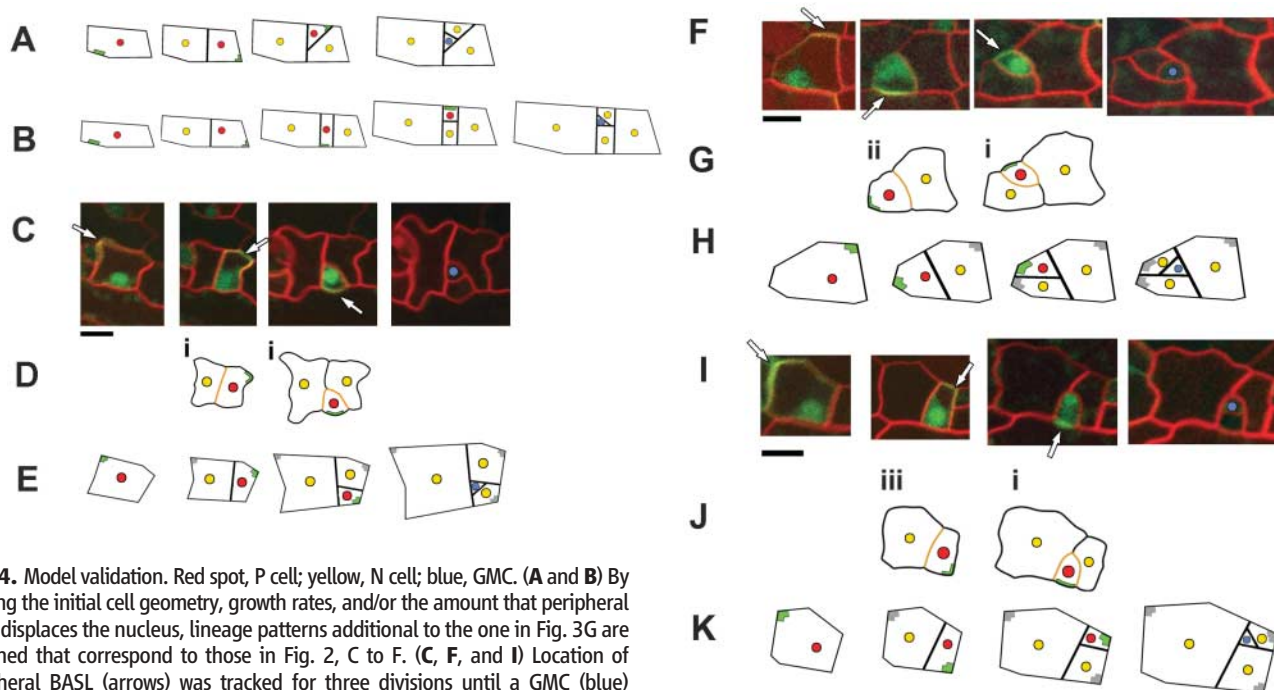 A
B
C
D
i
i
E
F
G
ii
i
H
I
J
iii
i
K
4. Model validation. Red spot, P cell; yellow, N cell; blue, GMC. (A and B) By
ng the initial cell geometry, growth rates, and/or the amount that peripheral
displaces the nucleus, lineage patterns additional to the one in Fig. 3G are
ned that correspond to those in Fig. 2, C to F. (C, F, and I) Location of
heral BASL (arrows) was tracked for three divisions until a GMC (blue)